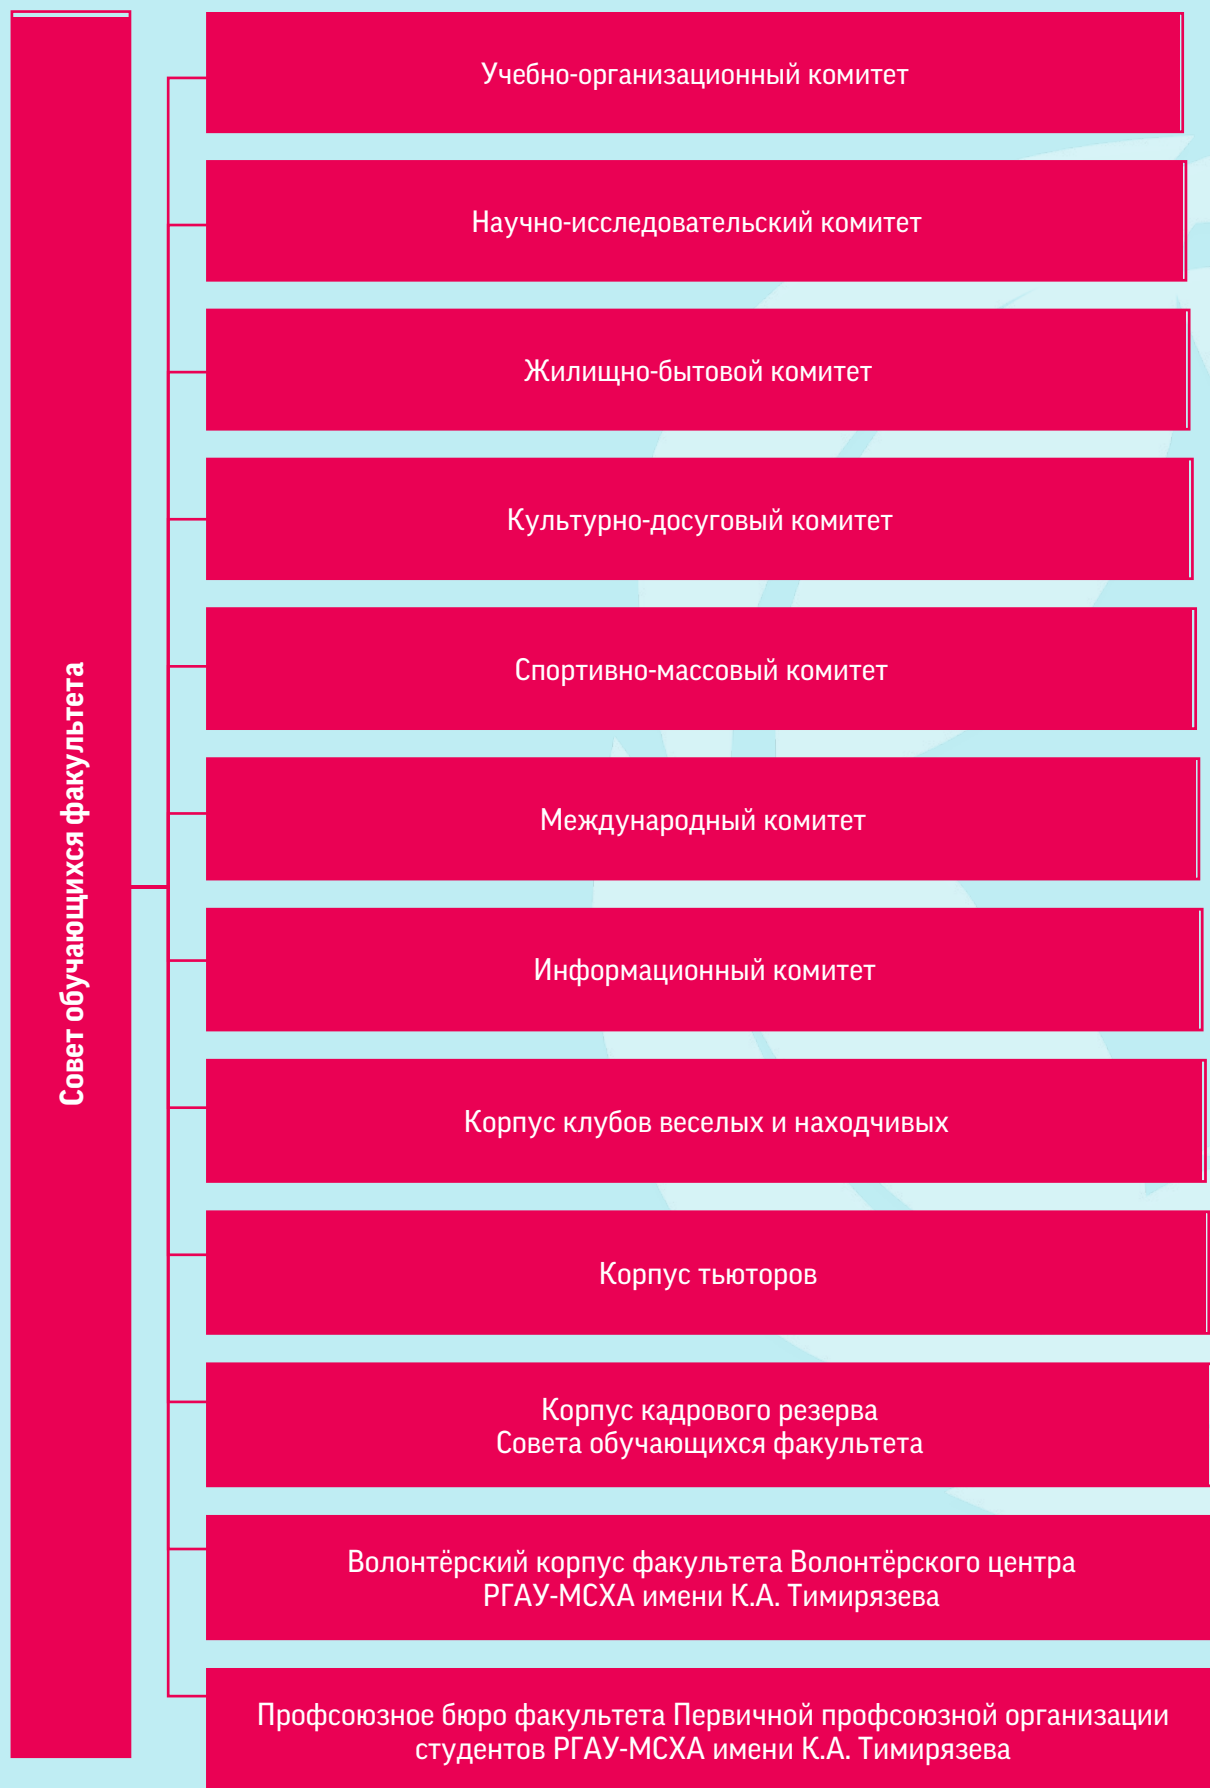 Совет обучающихся факультета
Учебно-организационный комитет
Научно-исследовательский комитет
Жилищно-бытовой комитет
Культурно-досуговый комитет
Спортивно-массовый комитет
Международный комитет
Информационный комитет
Корпус клубов веселых и находчивых
Корпус тьюторов
Корпус кадрового резерва
Совета обучающихся факультета
Волонтёрский корпус факультета Волонтёрского центра
РГАУ-МСХА имени К.А. Тимирязева
Профсоюзное бюро факультета Первичной профсоюзной организации
студентов РГАУ-МСХА имени К.А. Тимирязева